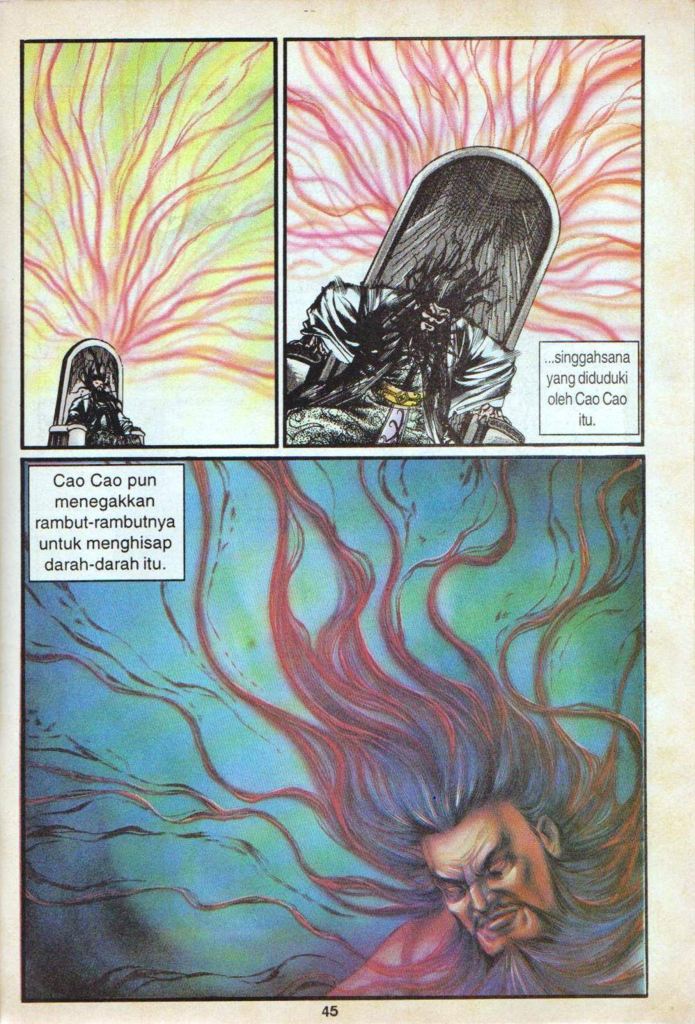 ...singgahsana
yang diduduki
oleh Cao Cao
itu.
Cao Cao pun
menegakkan
rambut-rambutnya
untuk menghisap
darah-darah itu.
45